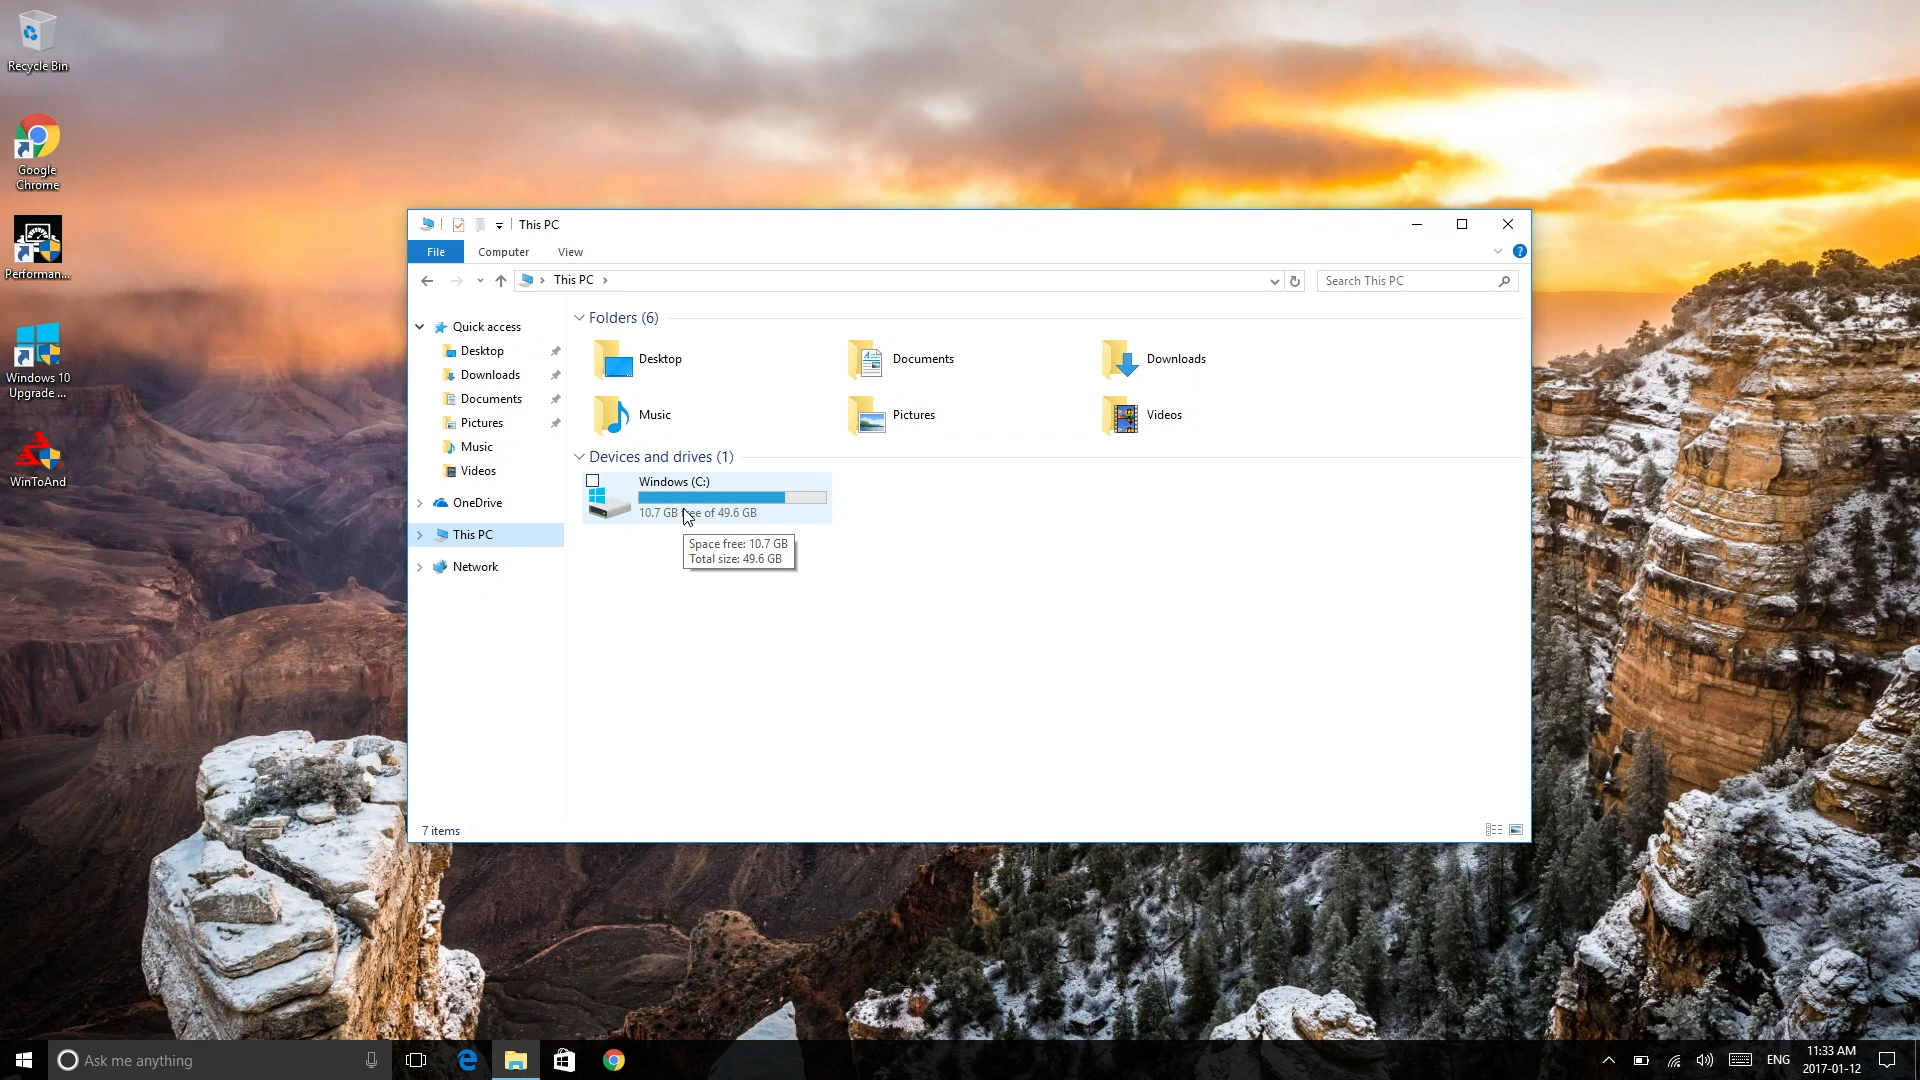 Recycle Bin
Google
Chrome
Performan...
Windows 10
Upgrade ...
WinToAnd
This PC
File
Computer
View
This PC
Search This PC
Quick access
Desktop
Downloads
Documents
Pictures
Music
Videos
OneDrive
This PC
Network
Folders (6)
Desktop
Documents
Downloads
Music
Pictures
Videos
Devices and drives (1)
Windows (C:)
10.7 GB free of 49.6 GB
Space free: 10.7 GB
Total size: 49.6 GB
7 items
Ask me anything
ENG
11:33 AM
2017-01-12